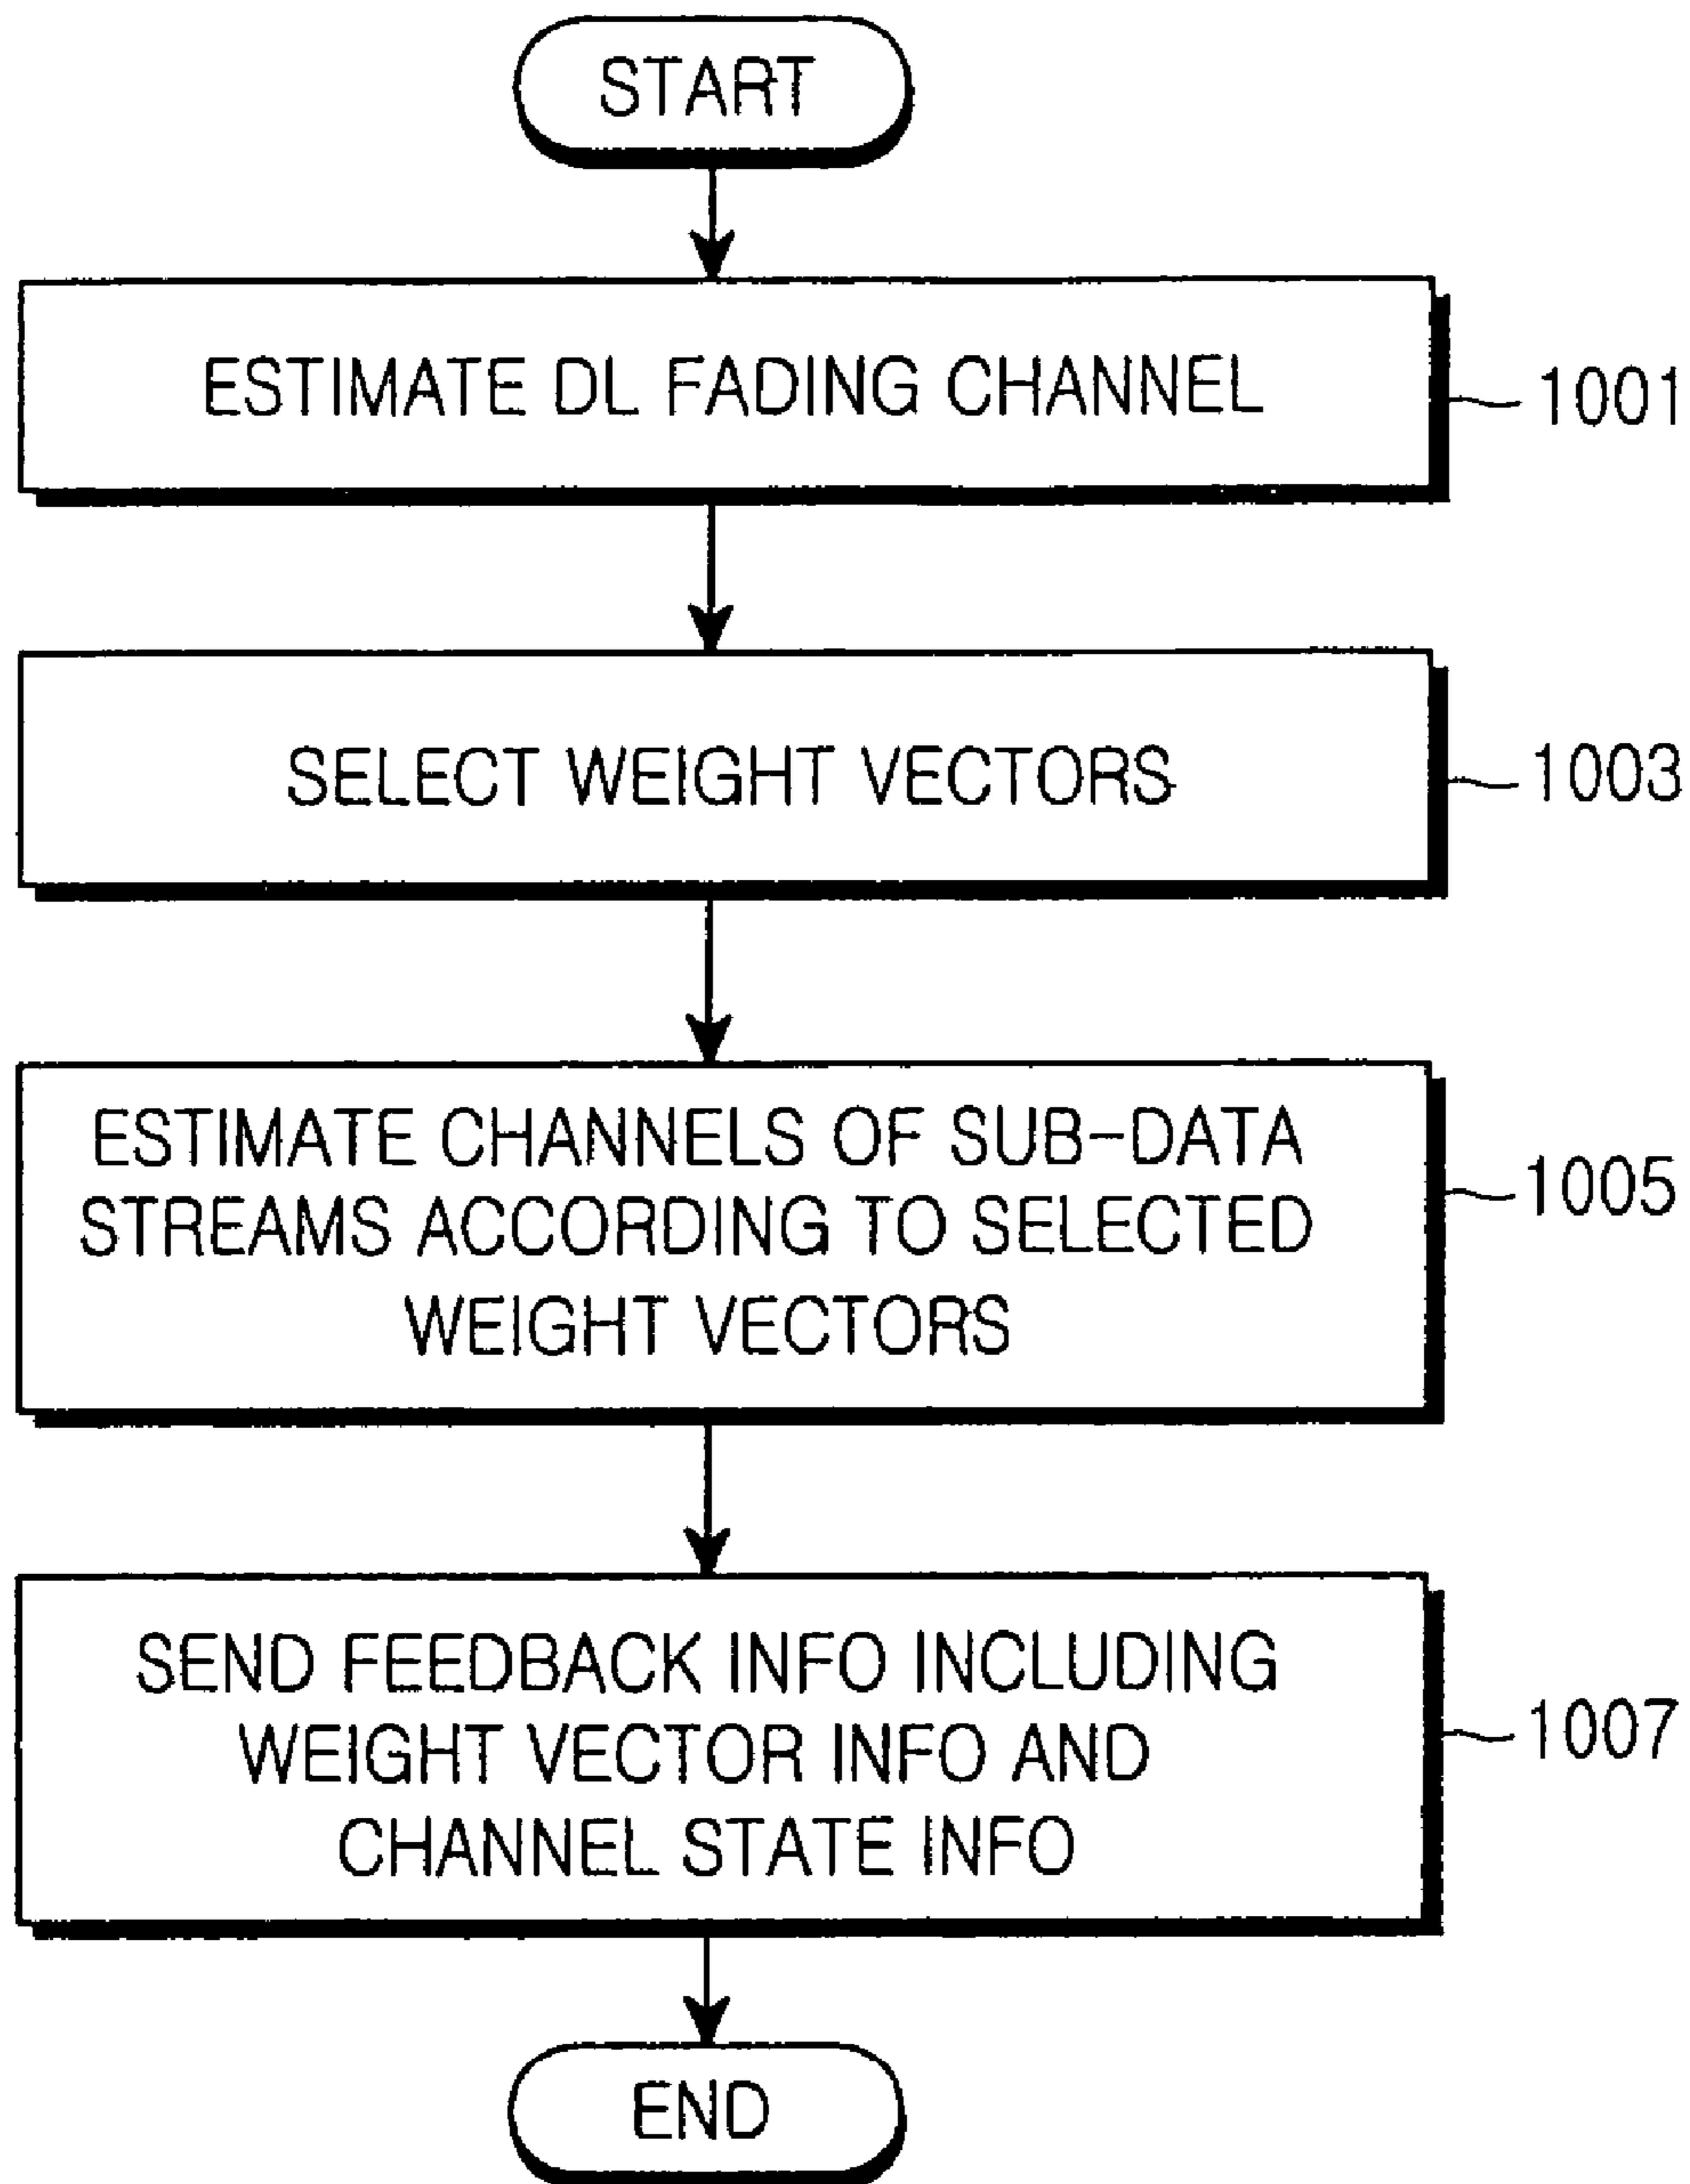 START
ESTIMATE DL FADING CHANNEL
1001
SELECT WEIGHT VECTORS
1003
ESTIMATE CHANNELS OF SUB-DATA
STREAMS ACCORDING TO SELECTED
WEIGHT VECTORS
1005
SEND FEEDBACK INFO INCLUDING
WEIGHT VECTOR INFO AND
CHANNEL STATE INFO
1007
END